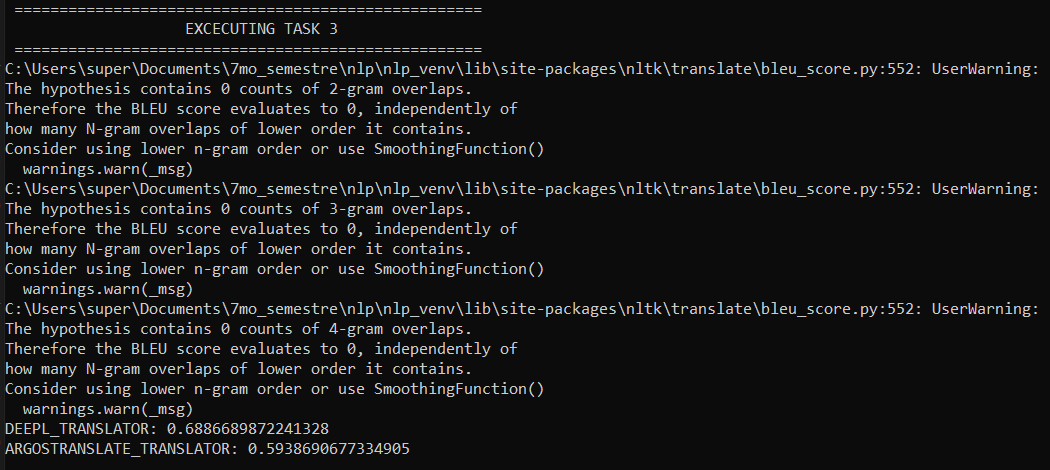 ====================================================
EXCECUTING TASK 3
====================================================
C:\Users\super\Documents\7mo_semestre\nlp\nlp_venv\lib\site-packages\nltk\translate\bleu_score.py:552: UserWarning:
The hypothesis contains 0 counts of 2-gram overlaps.
Therefore the BLEU score evaluates to 0, independently of
how many N-gram overlaps of lower order it contains.
Consider using lower n-gram order or use SmoothingFunction()
warnings.warn(_msg)
C:\Users\super\Documents\7mo_semestre\nlp\nlp_venv\lib\site-packages\nltk\translate\bleu_score.py:552: UserWarning:
The hypothesis contains 0 counts of 3-gram overlaps.
Therefore the BLEU score evaluates to 0, independently of
how many N-gram overlaps of lower order it contains.
Consider using lower n-gram order or use SmoothingFunction()
warnings.warn(_msg)
C:\Users\super\Documents\7mo_semestre\nlp\nlp_venv\lib\site-packages\nltk\translate\bleu_score.py:552: UserWarning:
The hypothesis contains 0 counts of 4-gram overlaps.
Therefore the BLEU score evaluates to 0, independently of
how many N-gram overlaps of lower order it contains.
Consider using lower n-gram order or use SmoothingFunction()
warnings.warn(_msg)
DEEPL_TRANSLATOR: 0.6886689872241328
ARGOSTRANSLATE_TRANSLATOR: 0.5938690677334905